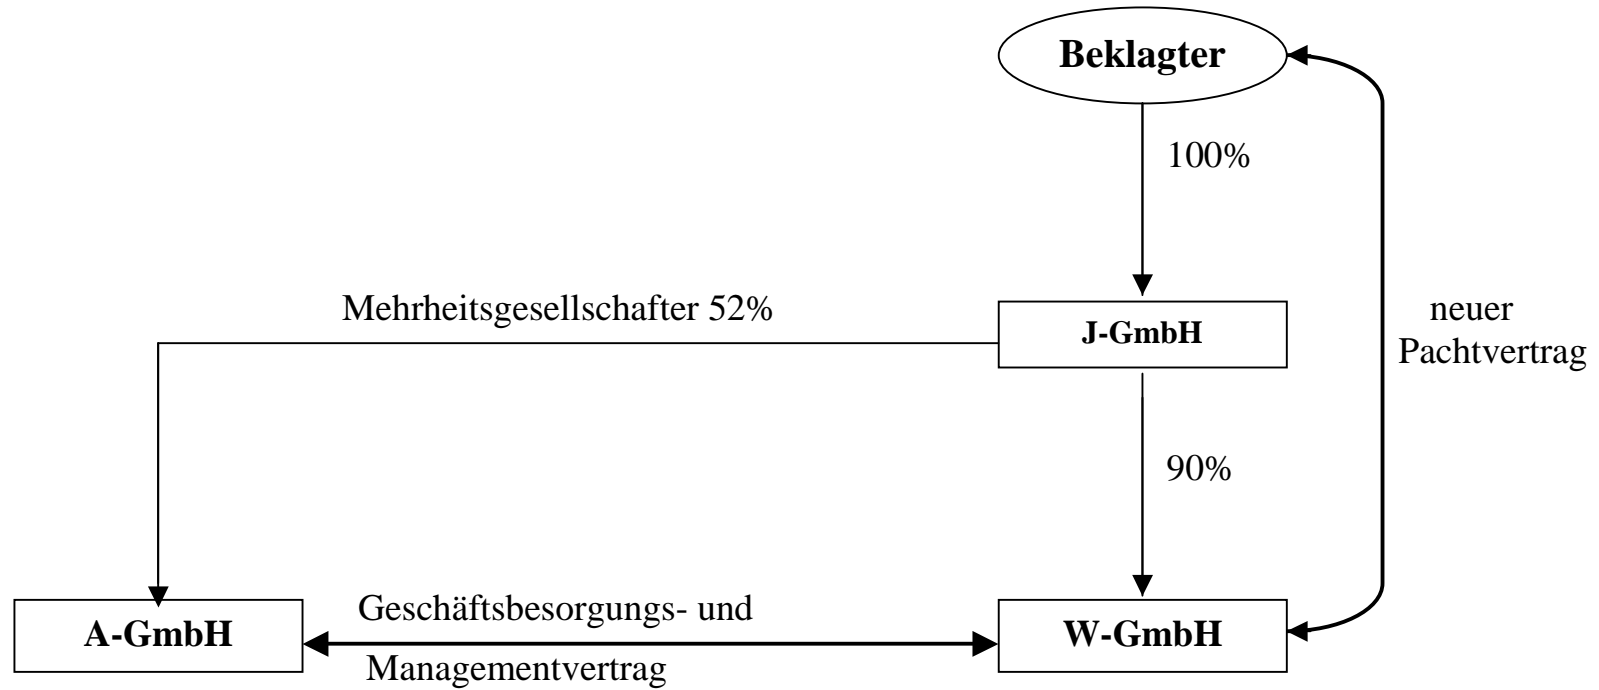 Beklagter
100%
Mehrheitsgesellschafter 52%
J-GmbH
neuer
Pachtvertrag
90%
A-GmbH
Geschäftsbesorgungs- und
Managementvertrag
W-GmbH